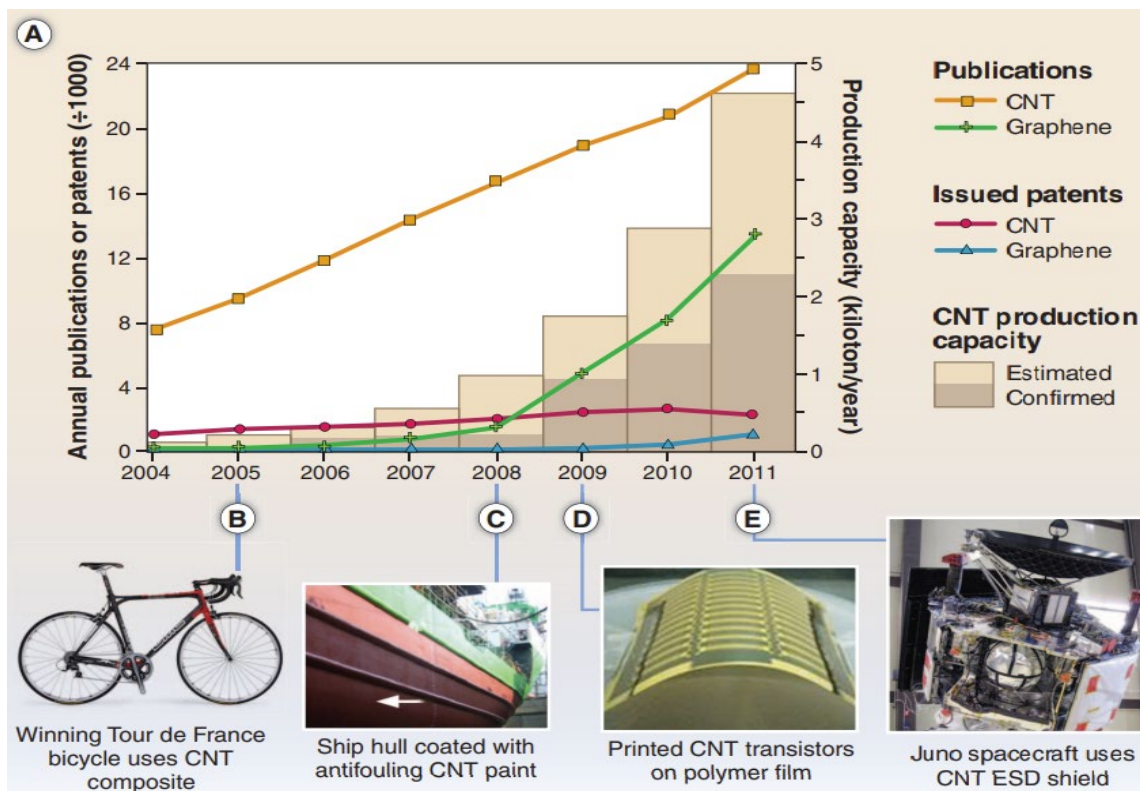 A
Annual publications or patents (÷1000)
24
20
16
12
8
4
0
2004 2005 2006 2007 2008 2009 2010 2011
5
4
3
2
1
0
Production capacity (kiloton/year)
Publications
CNT
Graphene
Issued patents
CNT
Graphene
CNT production
capacity
Estimated
Confirmed
B
C
D
E
Winning Tour de France
bicycle uses CNT
composite
Ship hull coated with
antifouling CNT paint
Printed CNT transistors
on polymer film
Juno spacecraft uses
CNT ESD shield